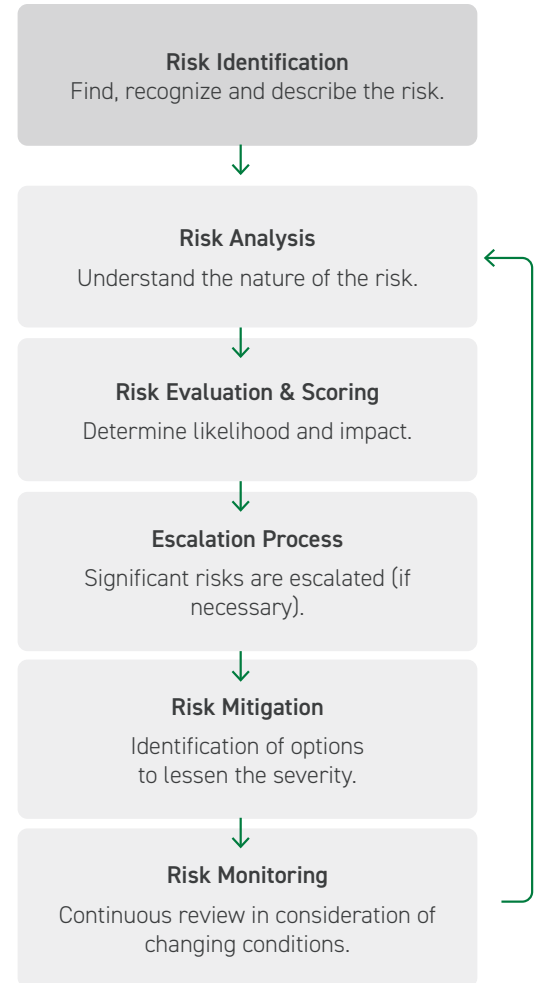 Risk Identification
Find, recognize and describe the risk.
Risk Analysis
Understand the nature of the risk.
Risk Evaluation & Scoring
Determine likelihood and impact.
Escalation Process
Significant risks are escalated (if
necessary).
Risk Mitigation
Identification of options
to lessen the severity.
Risk Monitoring
Continuous review in consideration of
changing conditions.